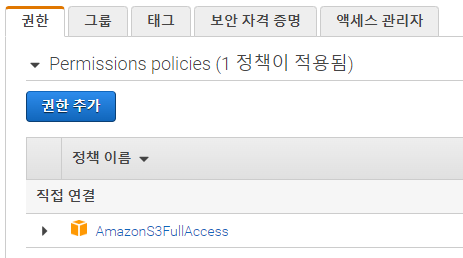 권한 그룹 태그 보안 자격 증명 액세스 관리자
Permissions policies (1 정책이 적용됨)
권한 추가
정책 이름
직접 연결
AmazonS3FullAccess